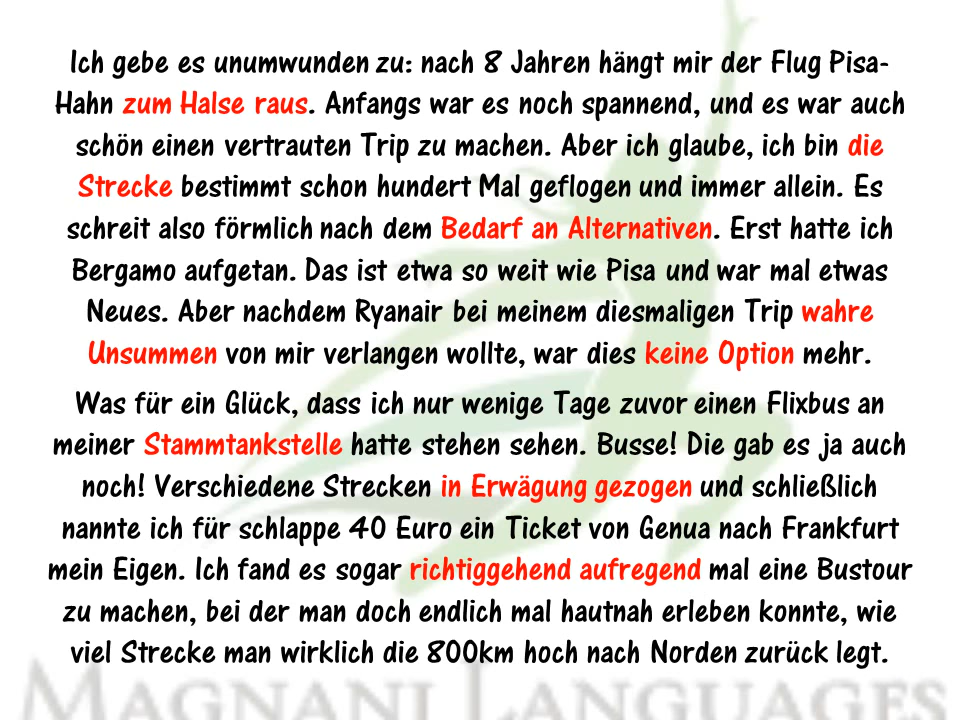 Ich gebe es unumwunden zu: nach 8 Jahren hängt mir der Flug Pisa-
Hahn zum Halse raus. Anfangs war es noch spannend, und es war auch
schön einen vertrauten Trip zu machen. Aber ich glaube, ich bin die
Strecke bestimmt schon hundert Mal geflogen und immer allein. Es
schreit also förmlich nach dem Bedarf an Alternativen. Erst hatte ich
Bergamo aufgetan. Das ist etwa so weit wie Pisa und war mal etwas
Neues. Aber nachdem Ryanair bei meinem diesmaligen Trip wahre
Unsummen von mir verlangen wollte, war dies keine Option mehr.
Was für ein Glück, dass ich nur wenige Tage zuvor einen Flixbus an
meiner Stammtankstelle hatte stehen sehen. Busse! Die gab es ja auch
noch! Verschiedene Strecken in Erwägung gezogen und schließlich
nannte ich für schlappe 40 Euro ein Ticket von Genua nach Frankfurt
mein Eigen. Ich fand es sogar richtiggehend aufregend mal eine Bustour
zu machen, bei der man doch endlich mal hautnah erleben konnte, wie
viel Strecke man wirklich die 800km hoch nach Norden zurück legt.
MAGNANI LANGUAGES